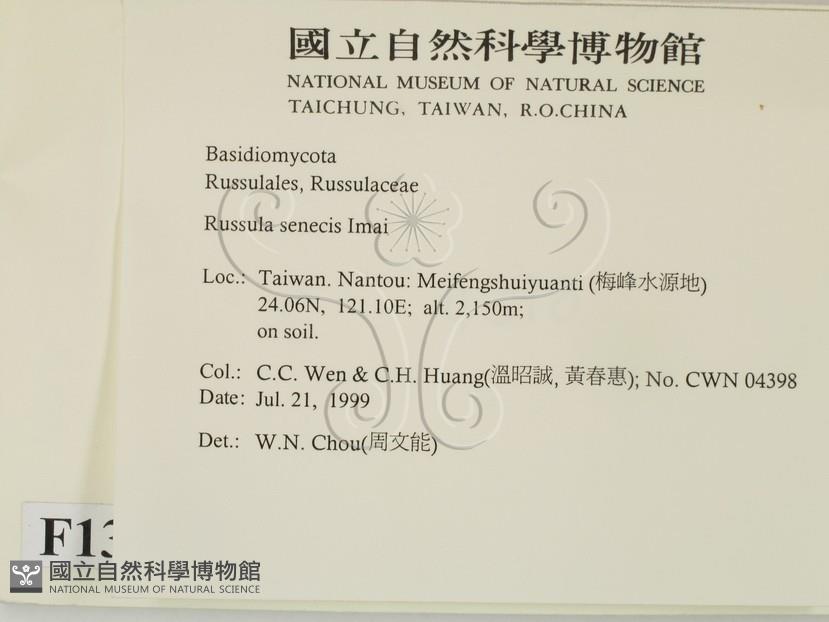 國立自然科學博物館
NATIONAL MUSEUM OF NATURAL SCIENCE
TAICHUNG, TAIWAN, R.O.CHINA
Basidiomycota
Russulales, Russulaceae
Russula senecis Imai
Loc.: Taiwan. Nantou: Meifengshuiyuanti (梅峰水源地)
24.06N, 121.10E; alt. 2,150m;
on soil.
Col.: C.C. Wen & C.H. Huang(溫昭誠, 黃春惠); No. CWN 04398
Date: Jul. 21, 1999
Det.: W.N. Chou(周文能)
F13
國立自然科學博物館
NATIONAL MUSEUM OF NATURAL SCIENCE